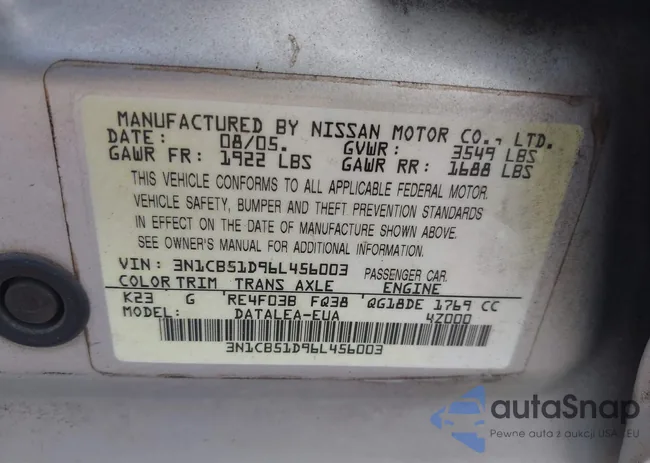 MANUFACTURED BY NISSAN MOTOR CO., LTD.
DATE: 08/05. GVWR: 3549 LBS
GAWR FR: 1922 LBS GAWR RR: 1688 LBS
THIS VEHICLE CONFORMS TO ALL APPLICABLE FEDERAL MOTOR.
VEHICLE SAFETY, BUMPER AND THEFT PREVENTION STANDARDS
IN EFFECT ON THE DATE OF MANUFACTURE SHOWN ABOVE.
SEE OWNER'S MANUAL FOR ADDITIONAL INFORMATION.
VIN: 3N1CB51D96L456003 PASSENGER CAR.
COLOR TRIM TRANS AXLE ENGINE
K23 G RE4F03B FQ38 QG18DE 1769 CC
MODEL: DATALEA-EUA 4Z000
3N1CB51D96L456003
autaSnap
Pewne auta z aukcji USA i EU